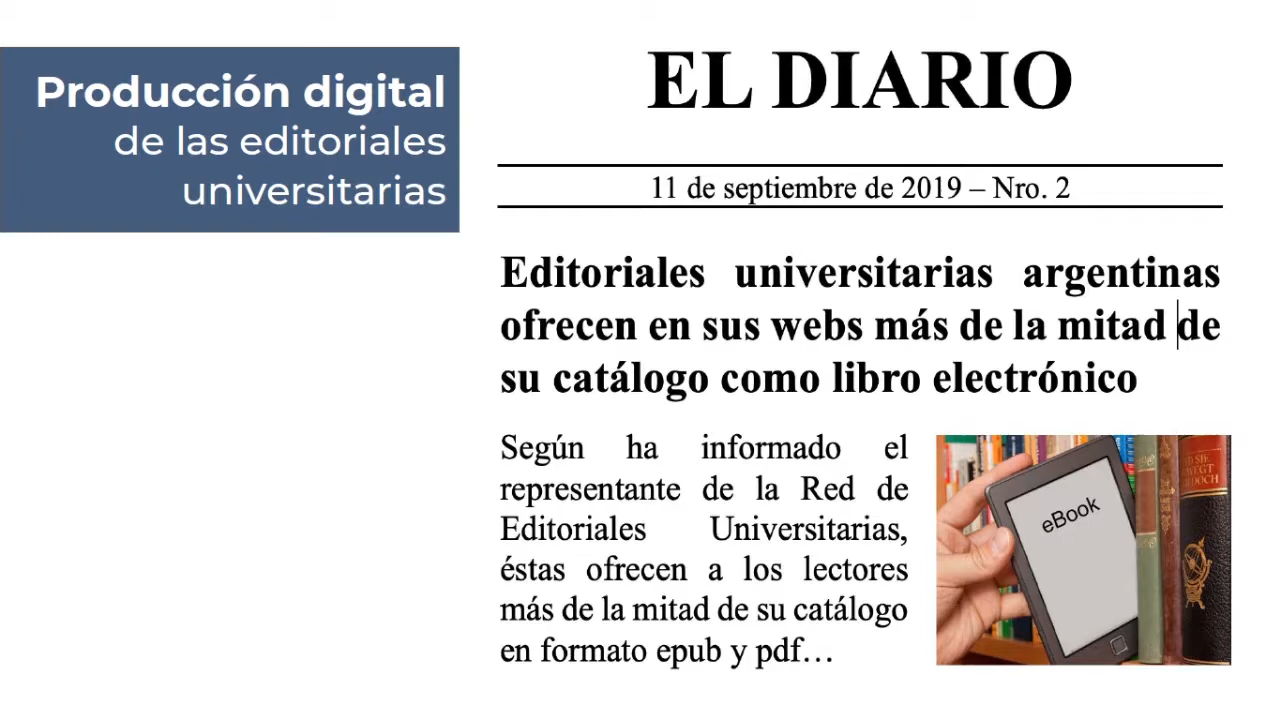 Producción digital
de las editoriales
universitarias
EL DIARIO
11 de septiembre de 2019 – Nro. 2
Editoriales universitarias argentinas
ofrecen en sus webs más de la mitad de
su catálogo como libro electrónico
Según ha informado el
representante de la Red de
Editoriales Universitarias,
éstas ofrecen a los lectores
más de la mitad de su catálogo
en formato epub y pdf…
eBook